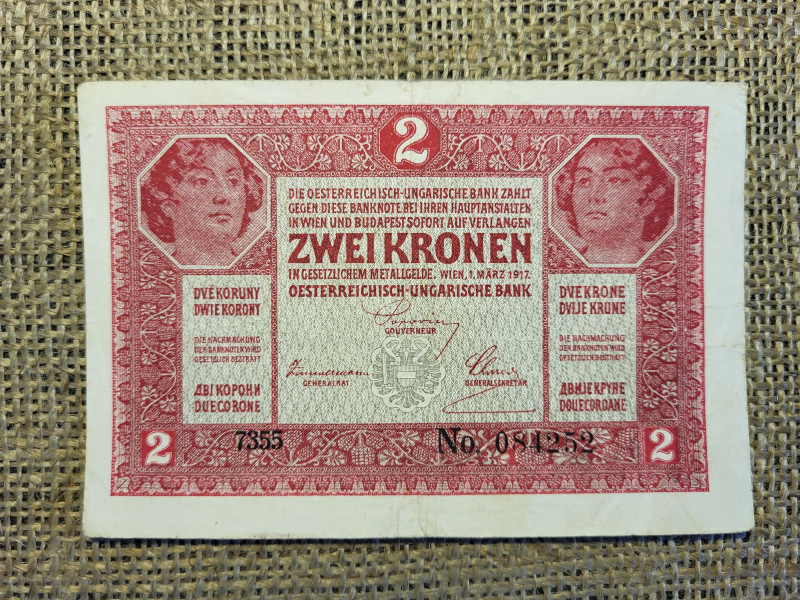 2
DIE OESTERREICHISCH-UNGARISCHE BANK ZAHLT
GEGEN DIESE BANKNOTE BEI IHREN HAUPTANSTALTEN
IN WIEN UND BUDAPEST SOFORT AUF VERLANGEN
ZWEI KRONEN
IN GESETZLICHEM METALLGELDE. WIEN, 1. MÄRZ 1917.
OESTERREICHISCH-UNGARISCHE BANK
GOUVERNEUR
GENERALRAT
GENERALSEKRETÄR
DVĚ KORUNY
DWIE KORONY
DIE NACHMACHUNG
DER BANKNOTEN WIRD
GESETZLICH BESTRAFT
ДВІ КОРОНИ
DUE CORONE
DVE KRONE
DVIJE KRUNE
DIE NACHMACHUNG
DER BANKNOTEN WIRD
GESETZLICH BESTRAFT
ДВИЈЕ КРУНЕ
DOUE COROANE
2
7355
No. 084252
2